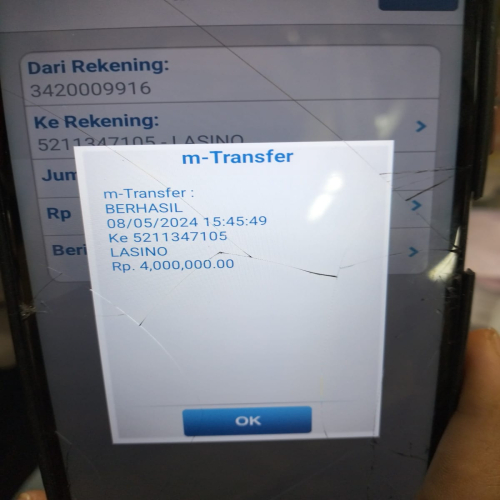 Dari Rekening:
3420009916
Ke Rekening:
5211347105 - LASINO
Jum
Rp
Beri
m-Transfer
m-Transfer :
BERHASIL
08/05/2024 15:45:49
Ke 5211347105
LASINO
Rp. 4,000,000.00
OK